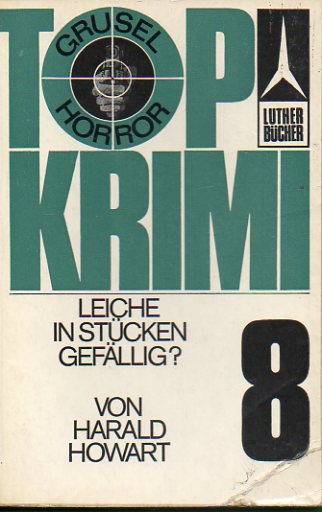 TOP
GRUSEL
HORROR
LUTHER
BÜCHER
KRIMI
LEICHE
IN STÜCKEN
GEFÄLLIG?
8
VON
HARALD
HOWART